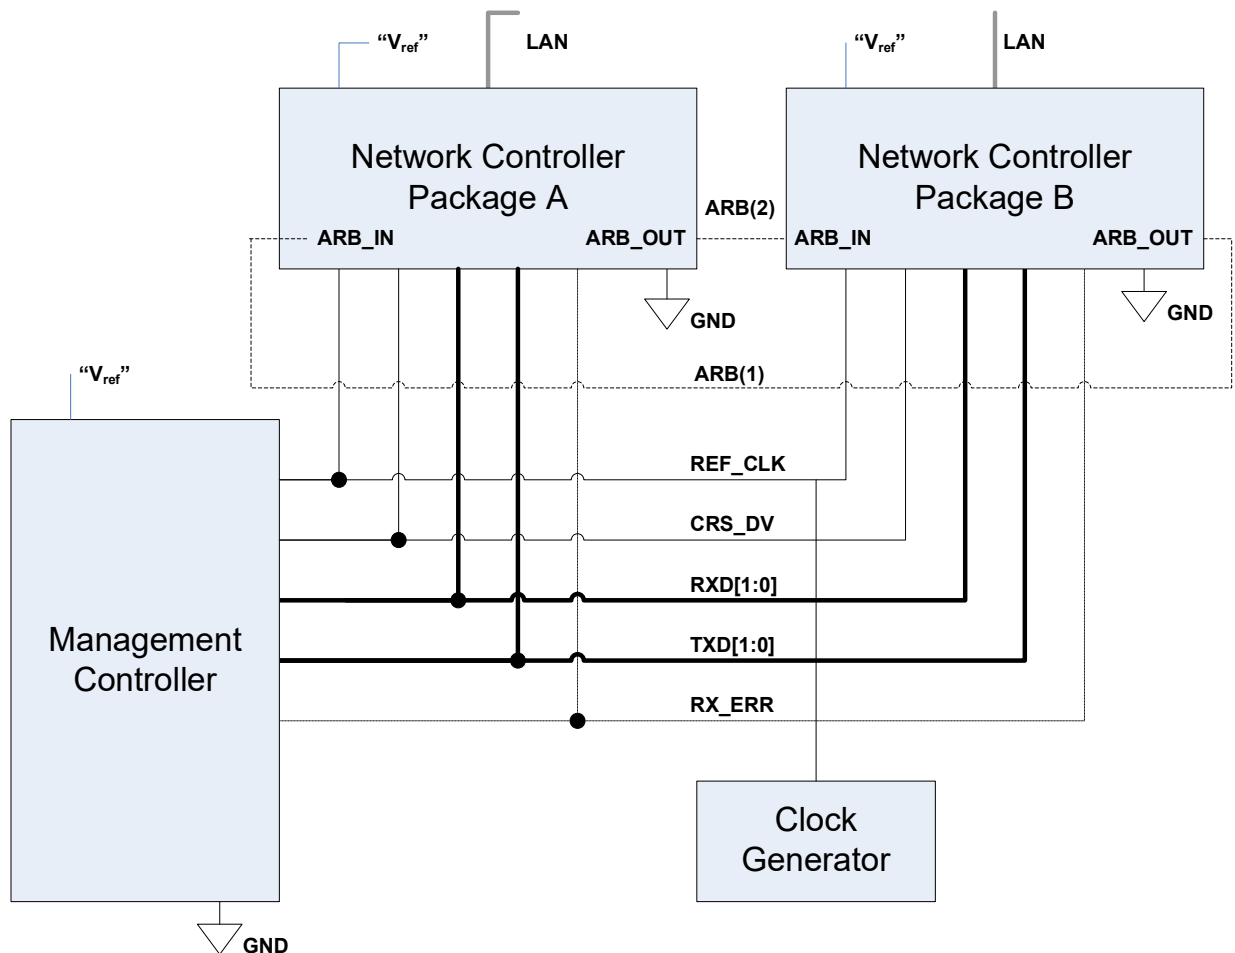 “Vref”
LAN
“Vref”
LAN
Network Controller
Package A
Network Controller
Package B
ARB(2)
ARB_IN
ARB_OUT
ARB_IN
ARB_OUT
GND
GND
ARB(1)
“Vref”
REF_CLK
CRS_DV
RXD[1:0]
TXD[1:0]
RX_ERR
Management
Controller
Clock
Generator
GND